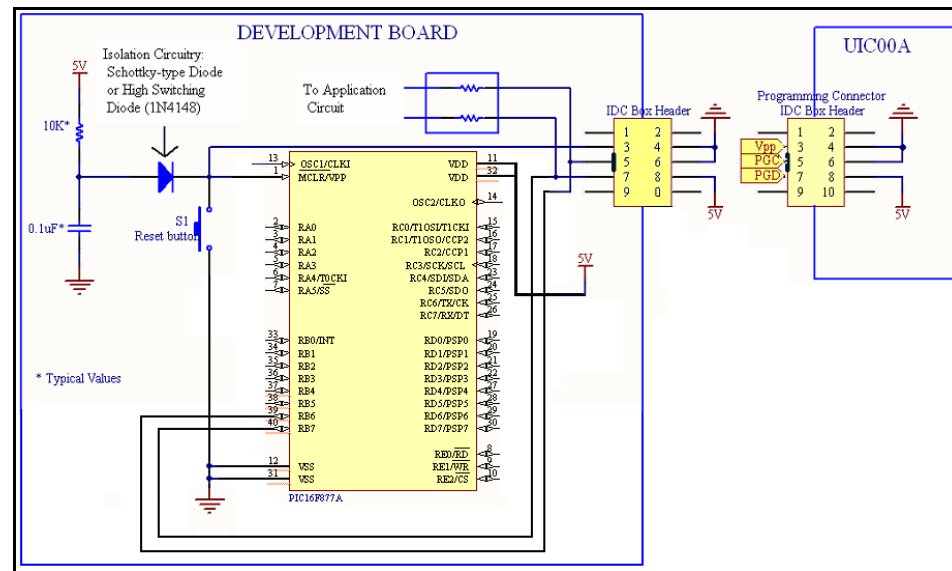 DEVELOPMENT BOARD
UIC00A
Isolation Circuitry:
Schottky-type Diode
or High Switching
Diode (1N4148)
5V
10K*
0.1uF*
To Application
Circuit
IDC Box Header
1 2
3 4
5 6
7 8
9 0
5V
Programming Connector
IDC Box Header
Vpp
PGC
PGD
1 2
3 4
5 6
7 8
9 10
5V
S1
Reset button
* Typical Values
13 OSC1/CLKI
1 MCLR/VPP
2 RA0
3 RA1
4 RA2
5 RA3
6 RA4/T0CKI
7 RA5/SS
33 RB0/INT
34 RB1
35 RB2
36 RB3
37 RB4
38 RB5
39 RB6
40 RB7
12 VSS
31 VSS
VDD 11
VDD 32
OSC2/CLKO 14
RC0/T1OSI/T1CKI 15
RC1/T1OSO/CCP2 16
RC2/CCP1 17
RC3/SCK/SCL 18
RC4/SDI/SDA 23
RC5/SDO 24
RC6/TX/CK 25
RC7/RX/DT 26
RD0/PSP0 19
RD1/PSP1 20
RD2/PSP2 21
RD3/PSP3 22
RD4/PSP4 27
RD5/PSP5 28
RD6/PSP6 29
RD7/PSP7 30
RE0/RD 8
RE1/WR 9
RE2/CS 10
PIC16F877A
5V